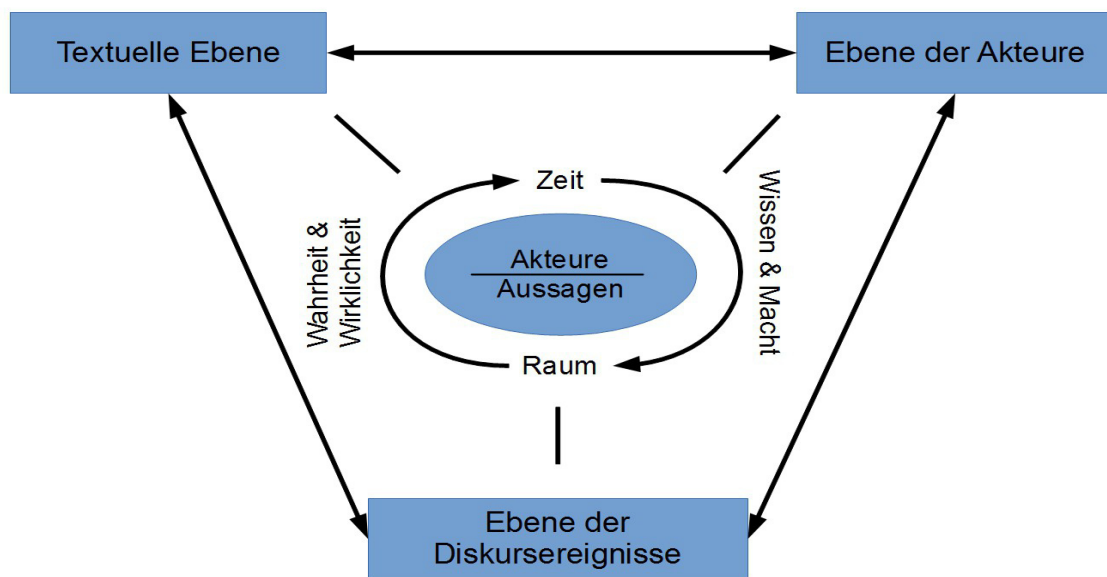 Textuelle Ebene
Ebene der Akteure
Zeit
Wahrheit &
Wirklichkeit
Wissen & Macht
Akteure
Aussagen
Raum
Ebene der
Diskursereignisse